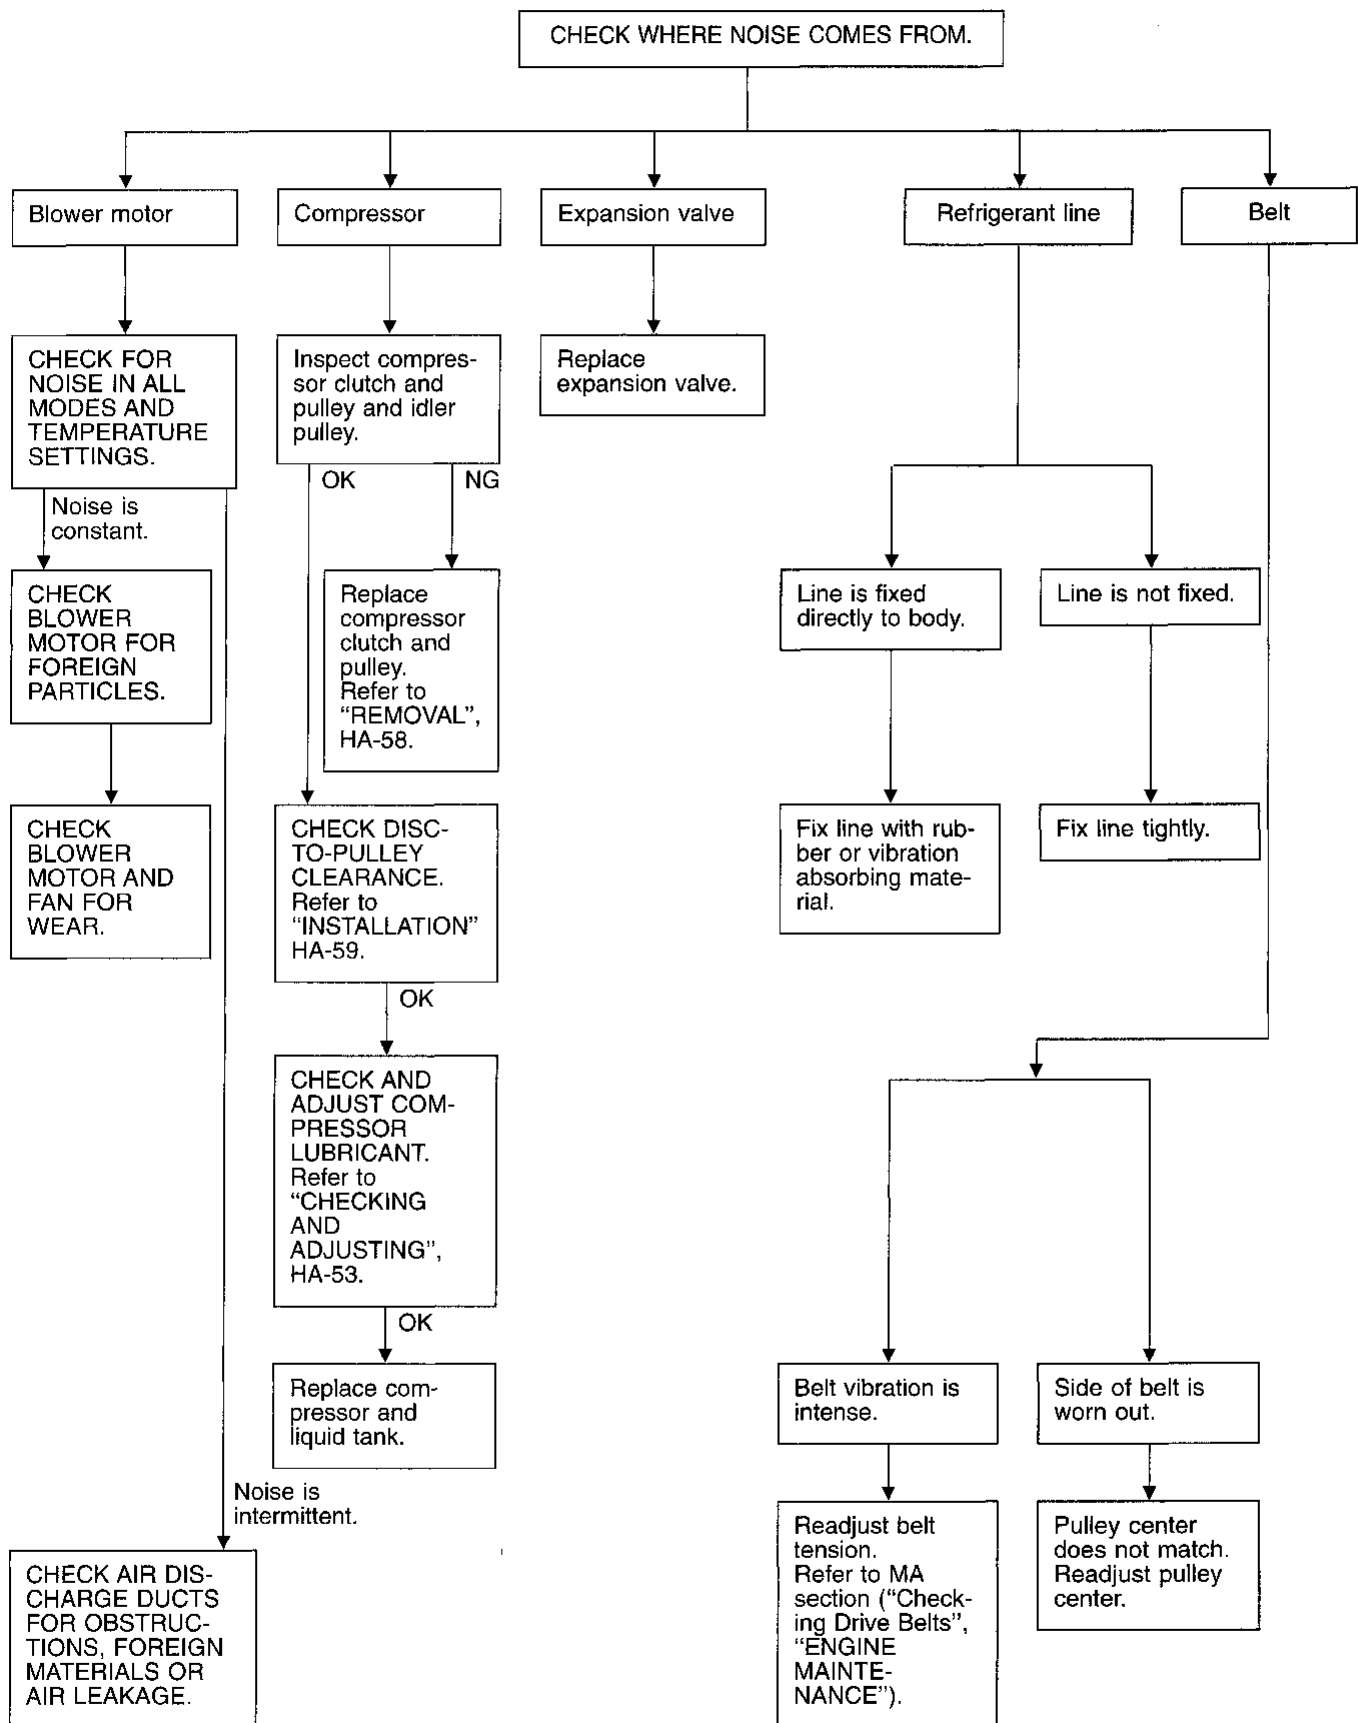 CHECK WHERE NOISE COMES FROM.
Blower motor
Compressor
Expansion valve
Refrigerant line
Belt
CHECK FOR
NOISE IN ALL
MODES AND
TEMPERATURE
SETTINGS.
Inspect compres-
sor clutch and
pulley and idler
pulley.
Replace
expansion valve.
OK
NG
Noise is
constant.
CHECK
BLOWER
MOTOR FOR
FOREIGN
PARTICLES.
Replace
compressor
clutch and
pulley.
Refer to
“REMOVAL”,
HA-58.
Line is fixed
directly to body.
Line is not fixed.
CHECK
BLOWER
MOTOR AND
FAN FOR
WEAR.
CHECK DISC-
TO-PULLEY
CLEARANCE.
Refer to
“INSTALLATION”
HA-59.
Fix line with rub-
ber or vibration
absorbing mate-
rial.
Fix line tightly.
OK
CHECK AND
ADJUST COM-
PRESSOR
LUBRICANT.
Refer to
“CHECKING
AND
ADJUSTING”,
HA-53.
OK
Replace com-
pressor and
liquid tank.
Belt vibration is
intense.
Side of belt is
worn out.
Noise is
intermittent.
CHECK AIR DIS-
CHARGE DUCTS
FOR OBSTRUC-
TIONS, FOREIGN
MATERIALS OR
AIR LEAKAGE.
Readjust belt
tension.
Refer to MA
section (“Check-
ing Drive Belts”,
“ENGINE
MAINTE-
NANCE”).
Pulley center
does not match.
Readjust pulley
center.